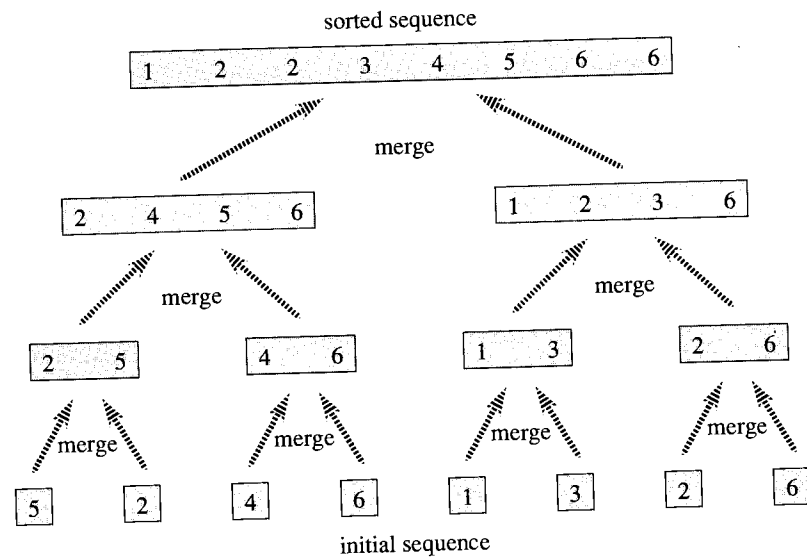 sorted sequence
1 2 2 3 4 5 6 6
merge
2 4 5 6
1 2 3 6
merge
merge
2 5
4 6
1 3
2 6
merge
merge
merge
merge
5 2 4 6 1 3 2 6
initial sequence